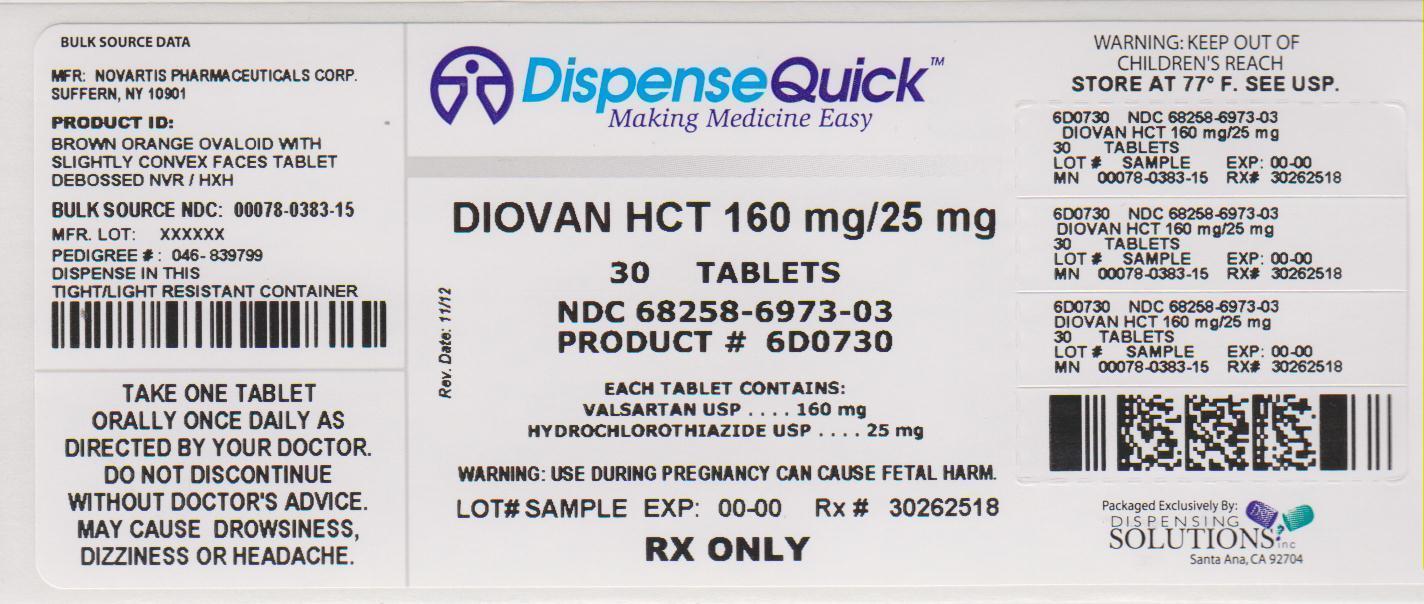 BULK SOURCE DATA
MFR: NOVARTIS PHARMACEUTICALS CORP.
SUFFERN, NY 10901
PRODUCT ID:
BROWN ORANGE OVALOID WITH
SLIGHTLY CONVEX FACES TABLET
DEBOSSED NVR / HXH
BULK SOURCE NDC: 00078-0383-15
MFR. LOT: XXXXXX
PEDIGREE #: 046-839799
DISPENSE IN THIS
TIGHT/LIGHT RESISTANT CONTAINER
TAKE ONE TABLET
ORALLY ONCE DAILY AS
DIRECTED BY YOUR DOCTOR.
DO NOT DISCONTINUE
WITHOUT DOCTOR'S ADVICE.
MAY CAUSE DROWSINESS,
DIZZINESS OR HEADACHE.
DispenseQuick™
Making Medicine Easy
DIOVAN HCT 160 mg/25 mg
30 TABLETS
NDC 68258-6973-03
PRODUCT # 6D0730
Rev. Date: 11/12
EACH TABLET CONTAINS:
VALSARTAN USP .... 160 mg
HYDROCHLOROTHIAZIDE USP .... 25 mg
WARNING: USE DURING PREGNANCY CAN CAUSE FETAL HARM.
LOT# SAMPLE EXP: 00-00 Rx # 30262518
RX ONLY
WARNING: KEEP OUT OF
CHILDREN'S REACH
STORE AT 77° F. SEE USP.
6D0730 NDC 68258-6973-03
DIOVAN HCT 160 mg/25 mg
30 TABLETS
LOT # SAMPLE EXP: 00-00
MN 00078-0383-15 RX# 30262518
6D0730 NDC 68258-6973-03
DIOVAN HCT 160 mg/25 mg
30 TABLETS
LOT # SAMPLE EXP: 00-00
MN 00078-0383-15 RX# 30262518
6D0730 NDC 68258-6973-03
DIOVAN HCT 160 mg/25 mg
30 TABLETS
LOT # SAMPLE EXP: 00-00
MN 00078-0383-15 RX# 30262518
Packaged Exclusively By:
DISPENSING
SOLUTIONS inc
Santa Ana, CA 92704